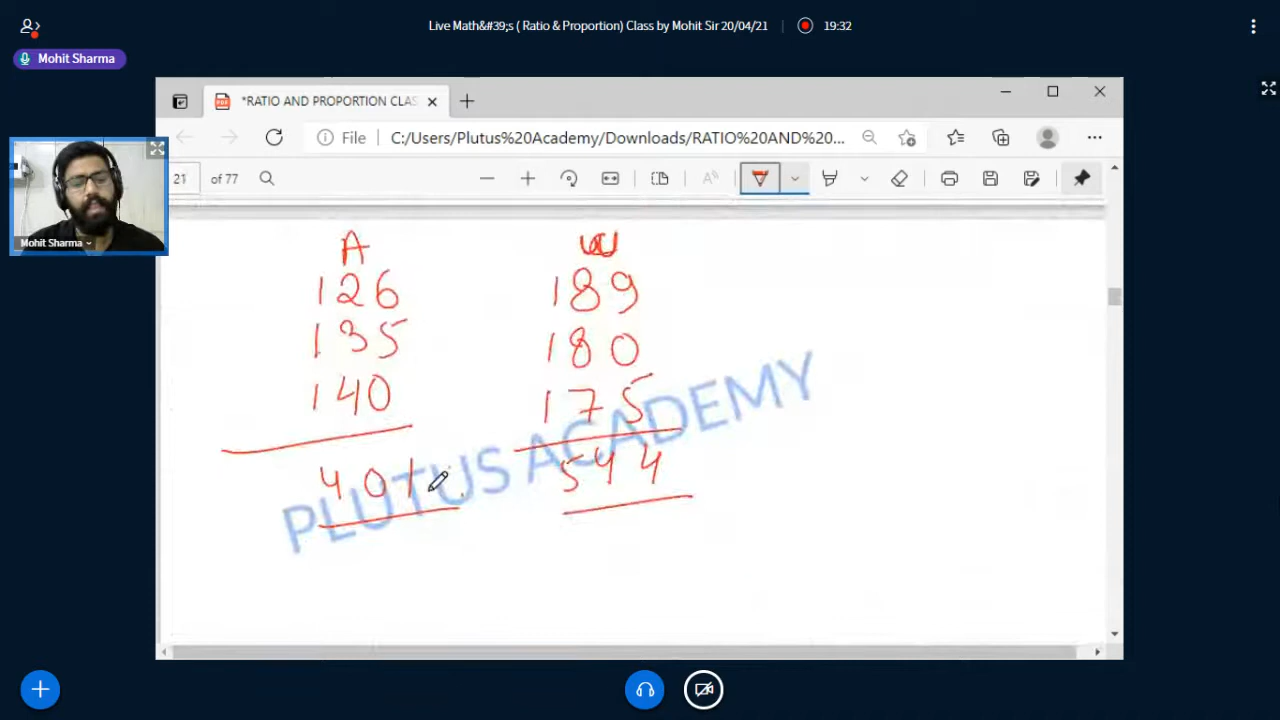 Live Math&#39;s ( Ratio & Proportion) Class by Mohit Sir 20/04/21 19:32
Mohit Sharma
*RATIO AND PROPORTION CLAS
File C:/Users/Plutus%20Academy/Downloads/RATIO%20AND%20...
21 of 77
Mohit Sharma
A W
126 189
135 180
140 175
401 544
PLUTUS ACADEMY